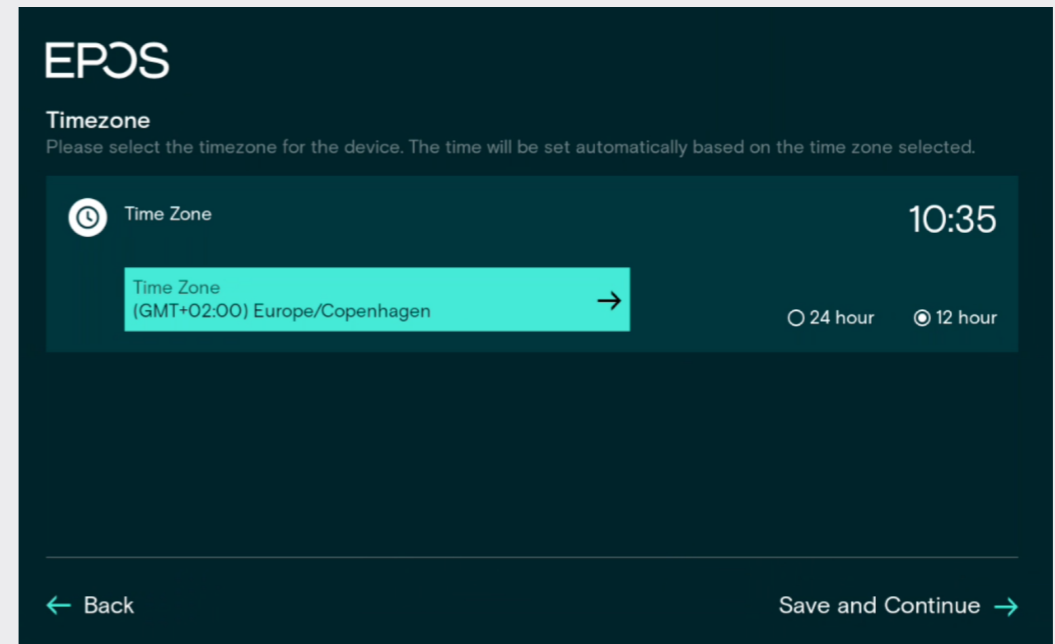 EPOS
Timezone
Please select the timezone for the device. The time will be set automatically based on the time zone selected.
Time Zone
10:35
Time Zone
(GMT+02:00) Europe/Copenhagen
24 hour
12 hour
Back
Save and Continue